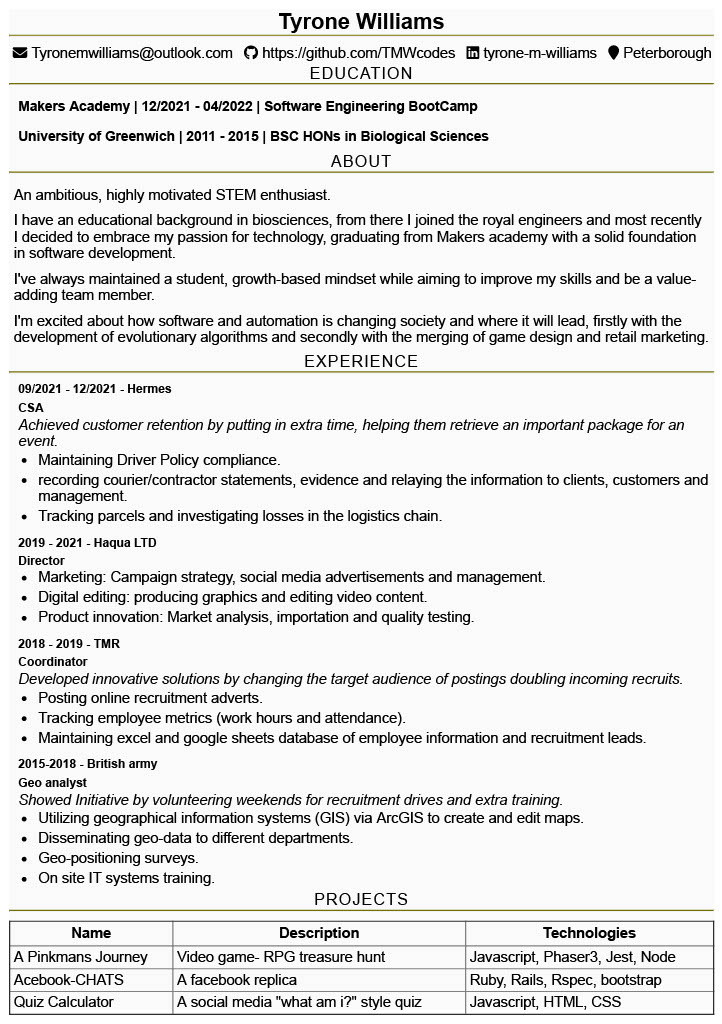 Tyrone Williams
Tyronemwilliams@outlook.com https://github.com/TMWcodes tyrone-m-williams Peterborough
EDUCATION
Makers Academy | 12/2021 - 04/2022 | Software Engineering BootCamp
University of Greenwich | 2011 - 2015 | BSC HONs in Biological Sciences
ABOUT
An ambitious, highly motivated STEM enthusiast.
I have an educational background in biosciences, from there I joined the royal engineers and most recently
I decided to embrace my passion for technology, graduating from Makers academy with a solid foundation
in software development.
I've always maintained a student, growth-based mindset while aiming to improve my skills and be a value-
adding team member.
I'm excited about how software and automation is changing society and where it will lead, firstly with the
development of evolutionary algorithms and secondly with the merging of game design and retail marketing.
EXPERIENCE
09/2021 - 12/2021 - Hermes
CSA
Achieved customer retention by putting in extra time, helping them retrieve an important package for an
event.
• Maintaining Driver Policy compliance.
• recording courier/contractor statements, evidence and relaying the information to clients, customers and
management.
• Tracking parcels and investigating losses in the logistics chain.
2019 - 2021 - Haqua LTD
Director
• Marketing: Campaign strategy, social media advertisements and management.
• Digital editing: producing graphics and editing video content.
• Product innovation: Market analysis, importation and quality testing.
2018 - 2019 - TMR
Coordinator
Developed innovative solutions by changing the target audience of postings doubling incoming recruits.
• Posting online recruitment adverts.
• Tracking employee metrics (work hours and attendance).
• Maintaining excel and google sheets database of employee information and recruitment leads.
2015-2018 - British army
Geo analyst
Showed Initiative by volunteering weekends for recruitment drives and extra training.
• Utilizing geographical information systems (GIS) via ArcGIS to create and edit maps.
• Disseminating geo-data to different departments.
• Geo-positioning surveys.
• On site IT systems training.
PROJECTS
Name Description Technologies
A Pinkmans Journey Video game- RPG treasure hunt Javascript, Phaser3, Jest, Node
Acebook-CHATS A facebook replica Ruby, Rails, Rspec, bootstrap
Quiz Calculator A social media "what am i?" style quiz Javascript, HTML, CSS